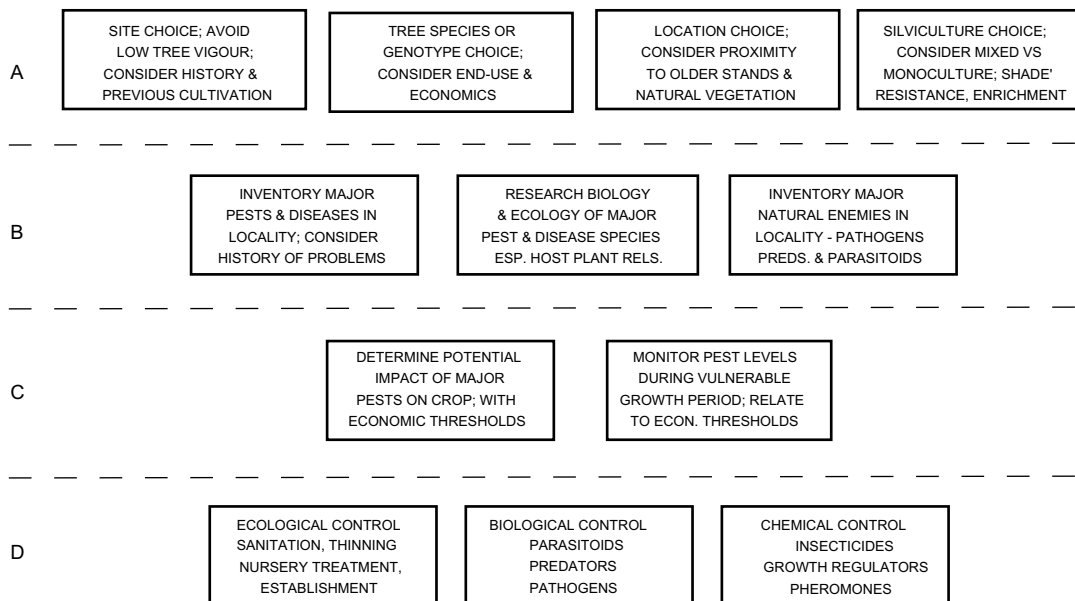 A
SITE CHOICE; AVOID
LOW TREE VIGOUR;
CONSIDER HISTORY &
PREVIOUS CULTIVATION
TREE SPECIES OR
GENOTYPE CHOICE;
CONSIDER END-USE &
ECONOMICS
LOCATION CHOICE;
CONSIDER PROXIMITY
TO OLDER STANDS &
NATURAL VEGETATION
SILVICULTURE CHOICE;
CONSIDER MIXED VS
MONOCULTURE; SHADE'
RESISTANCE, ENRICHMENT
B
INVENTORY MAJOR
PESTS & DISEASES IN
LOCALITY; CONSIDER
HISTORY OF PROBLEMS
RESEARCH BIOLOGY
& ECOLOGY OF MAJOR
PEST & DISEASE SPECIES
ESP. HOST PLANT RELS.
INVENTORY MAJOR
NATURAL ENEMIES IN
LOCALITY - PATHOGENS
PREDS. & PARASITOIDS
C
DETERMINE POTENTIAL
IMPACT OF MAJOR
PESTS ON CROP; WITH
ECONOMIC THRESHOLDS
MONITOR PEST LEVELS
DURING VULNERABLE
GROWTH PERIOD; RELATE
TO ECON. THRESHOLDS
D
ECOLOGICAL CONTROL
SANITATION, THINNING
NURSERY TREATMENT,
ESTABLISHMENT
BIOLOGICAL CONTROL
PARASITOIDS
PREDATORS
PATHOGENS
CHEMICAL CONTROL
INSECTICIDES
GROWTH REGULATORS
PHEROMONES